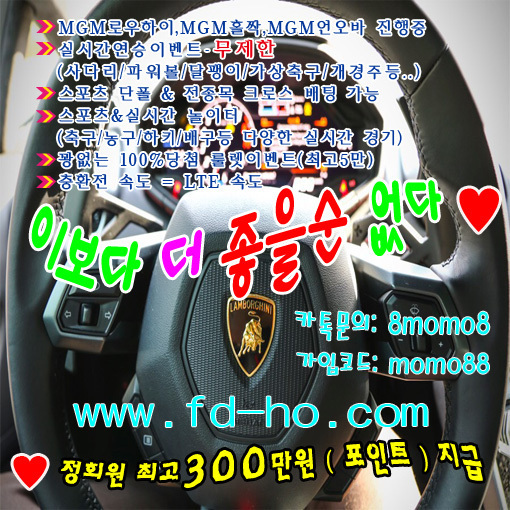 MGM로우하이,MGM홀짝,MGM언오바 진행중
실시간연승이벤트-무제한
(사다리/파워볼/달팽이/가상축구/개경주등..)
스포츠 단폴 & 전종목 크로스 베팅 가능
스포츠&실시간 놀이터
(축구/농구/하키/배구등 다양한 실시간 경기)
꽝없는 100%당첨 룰렛이벤트(최고5만)
충환전 속도 = LTE 속도
이보다 더 좋을순 없다
LAMBORGHINI
카톡문의: 8momo8
가입코드: momo88
www.fd-ho.com
정회원 최고300만원(포인트)지급